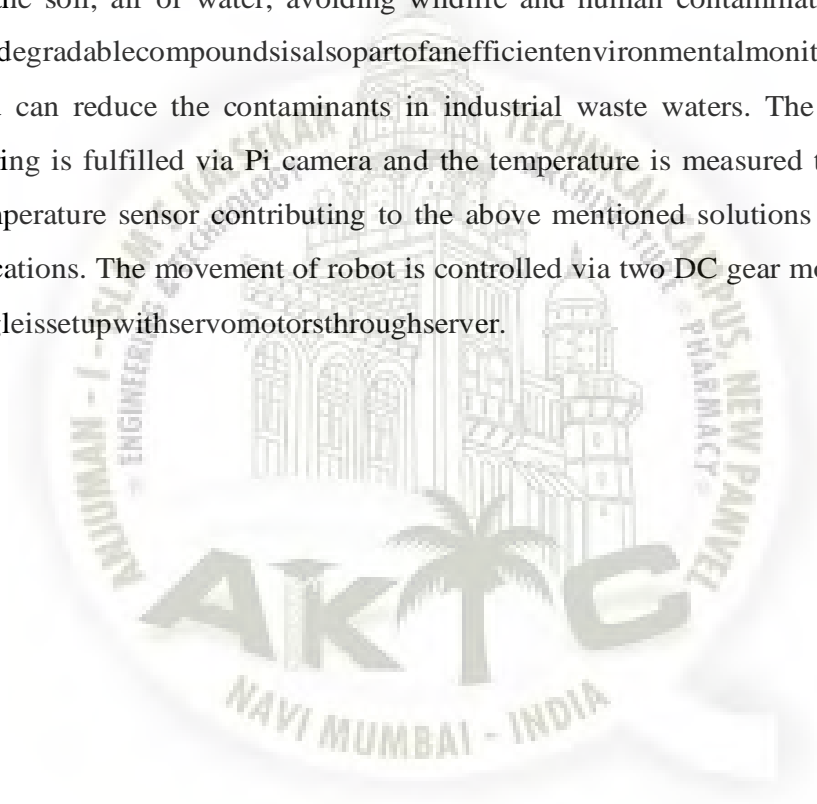 the soil, air or water, avoiding wildlife and human contaminat
degradablecompoundsisalsopartofanefficientenvironmentalmonit
can reduce the contaminants in industrial waste waters. The
ing is fulfilled via Pi camera and the temperature is measured t
perature sensor contributing to the above mentioned solutions
cations. The movement of robot is controlled via two DC gear mo
gleissetupwithservomotorsthroughserver.
ANJUMAN - I - ISLAM'S KALSEKAR TECHNICAL CAMPUS, NEW PANVEL
ENGINEERING & TECHNOLOGY ARCHITECTURE PHARMACY
AKTC
NAVI MUMBAI - INDIA